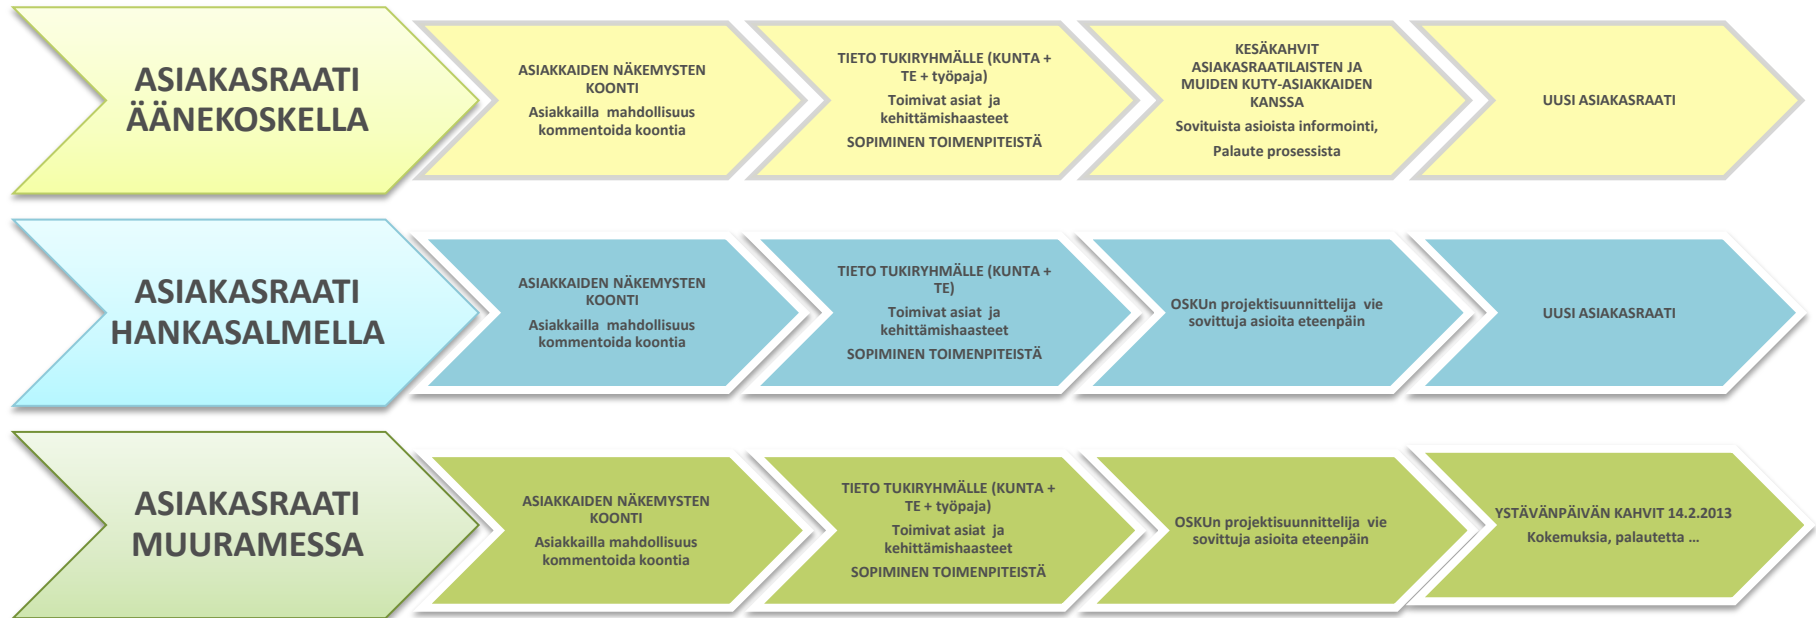 ASIAKASRAATI
ÄÄNEKOSKELLA
ASIAKKAIDEN NÄKEMYSTEN
KOONTI
Asiakkailla mahdollisuus
kommentoida koontia
TIETO TUKIRYHMÄLLE (KUNTA +
TE + työpaja)
Toimivat asiat ja
kehittämishaasteet
SOPIMINEN TOIMENPITEISTÄ
KESÄKAHVIT
ASIAKASRAATILAISTEN JA
MUIDEN KUTY-ASIAKKAIDEN
KANSSA
Sovituista asioista informointi,
Palaute prosessista
UUSI ASIAKASRAATI
ASIAKASRAATI
HANKASALMELLA
ASIAKKAIDEN NÄKEMYSTEN
KOONTI
Asiakkailla mahdollisuus
kommentoida koontia
TIETO TUKIRYHMÄLLE (KUNTA +
TE)
Toimivat asiat ja
kehittämishaasteet
SOPIMINEN TOIMENPITEISTÄ
OSKUn projektisuunnittelija vie
sovittuja asioita eteenpäin
UUSI ASIAKASRAATI
ASIAKASRAATI
MUURAMESSA
ASIAKKAIDEN NÄKEMYSTEN
KOONTI
Asiakkailla mahdollisuus
kommentoida koontia
TIETO TUKIRYHMÄLLE (KUNTA +
TE + työpaja)
Toimivat asiat ja
kehittämishaasteet
SOPIMINEN TOIMENPITEISTÄ
OSKUn projektisuunnittelija vie
sovittuja asioita eteenpäin
YSTÄVÄNPÄIVÄN KAHVIT 14.2.2013
Kokemuksia, palautetta ...